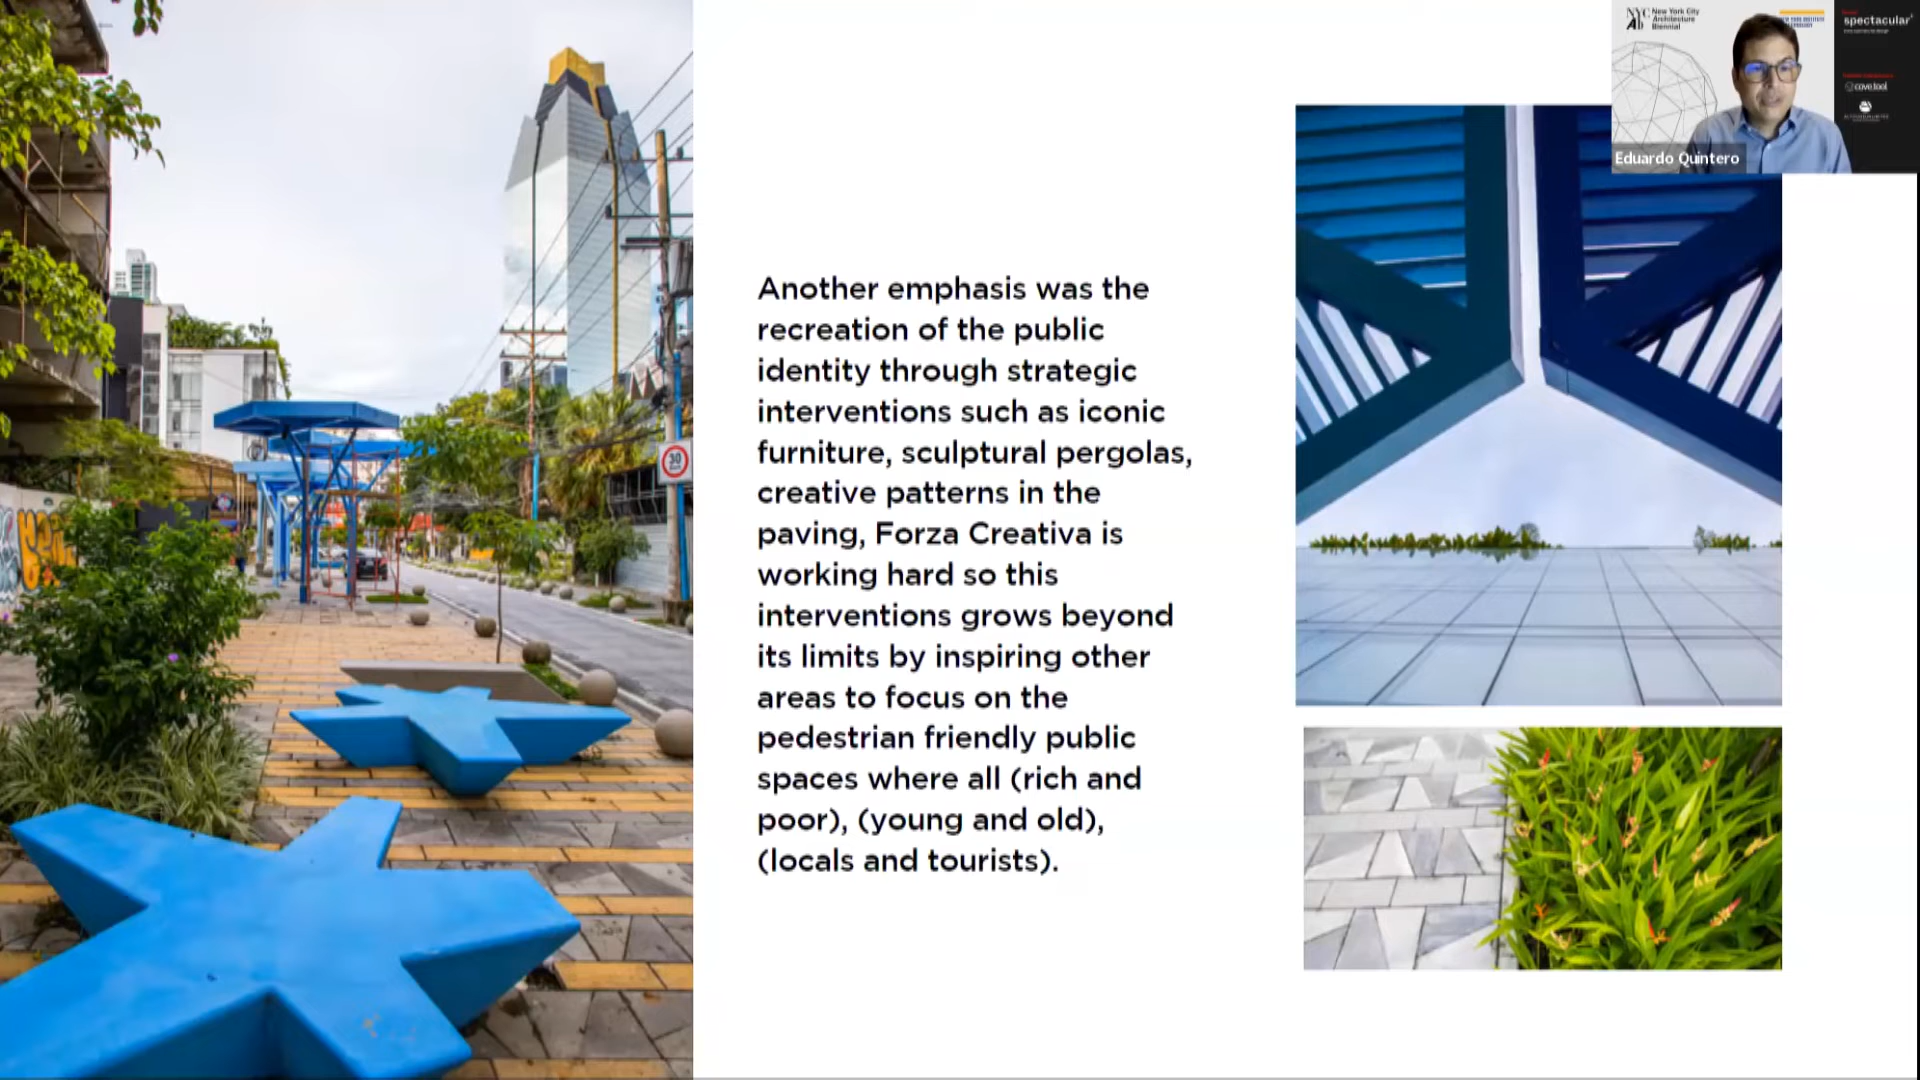 Another emphasis was the
recreation of the public
identity through strategic
interventions such as iconic
furniture, sculptural pergolas,
creative patterns in the
paving, Forza Creativa is
working hard so this
interventions grows beyond
its limits by inspiring other
areas to focus on the
pedestrian friendly public
spaces where all (rich and
poor), (young and old),
(locals and tourists).
30
NYC
AB
New York City
Architecture
Biennial
spectacular
cove.tool
Eduardo Quintero